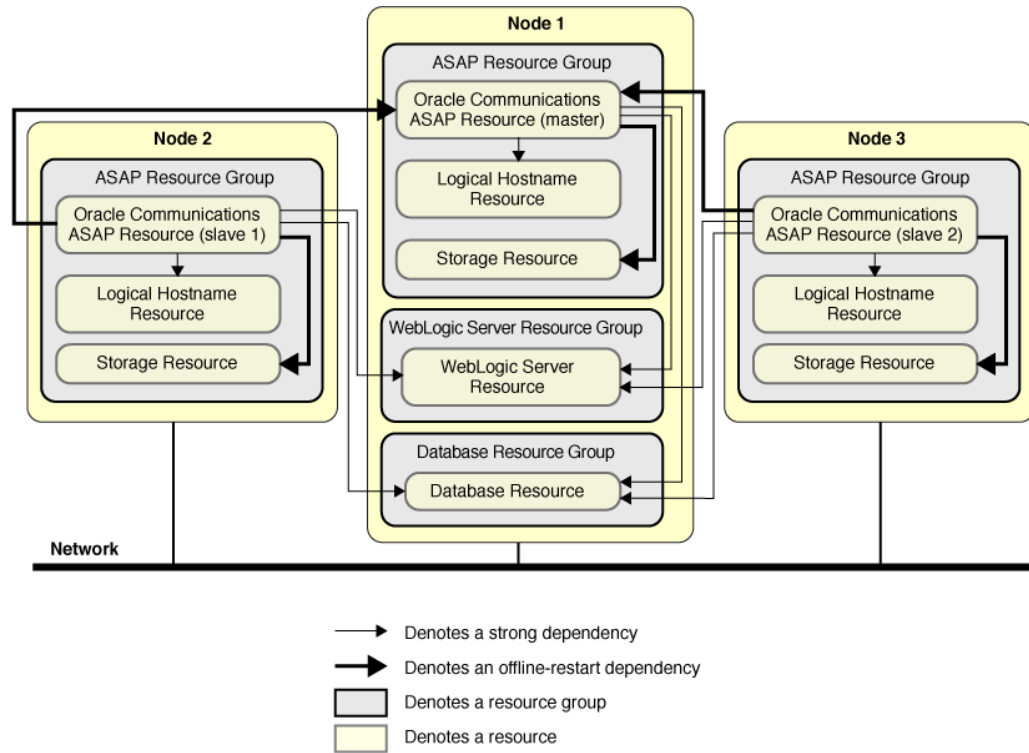 Node 1
ASAP Resource Group
Oracle Communications
ASAP Resource (master)
Logical Hostname
Resource
Storage Resource
WebLogic Server Resource Group
WebLogic Server
Resource
Database Resource Group
Database Resource
Node 2
ASAP Resource Group
Oracle Communications
ASAP Resource (slave 1)
Logical Hostname
Resource
Storage Resource
Node 3
ASAP Resource Group
Oracle Communications
ASAP Resource (slave 2)
Logical Hostname
Resource
Storage Resource
Network
Denotes a strong dependency
Denotes an offline-restart dependency
Denotes a resource group
Denotes a resource